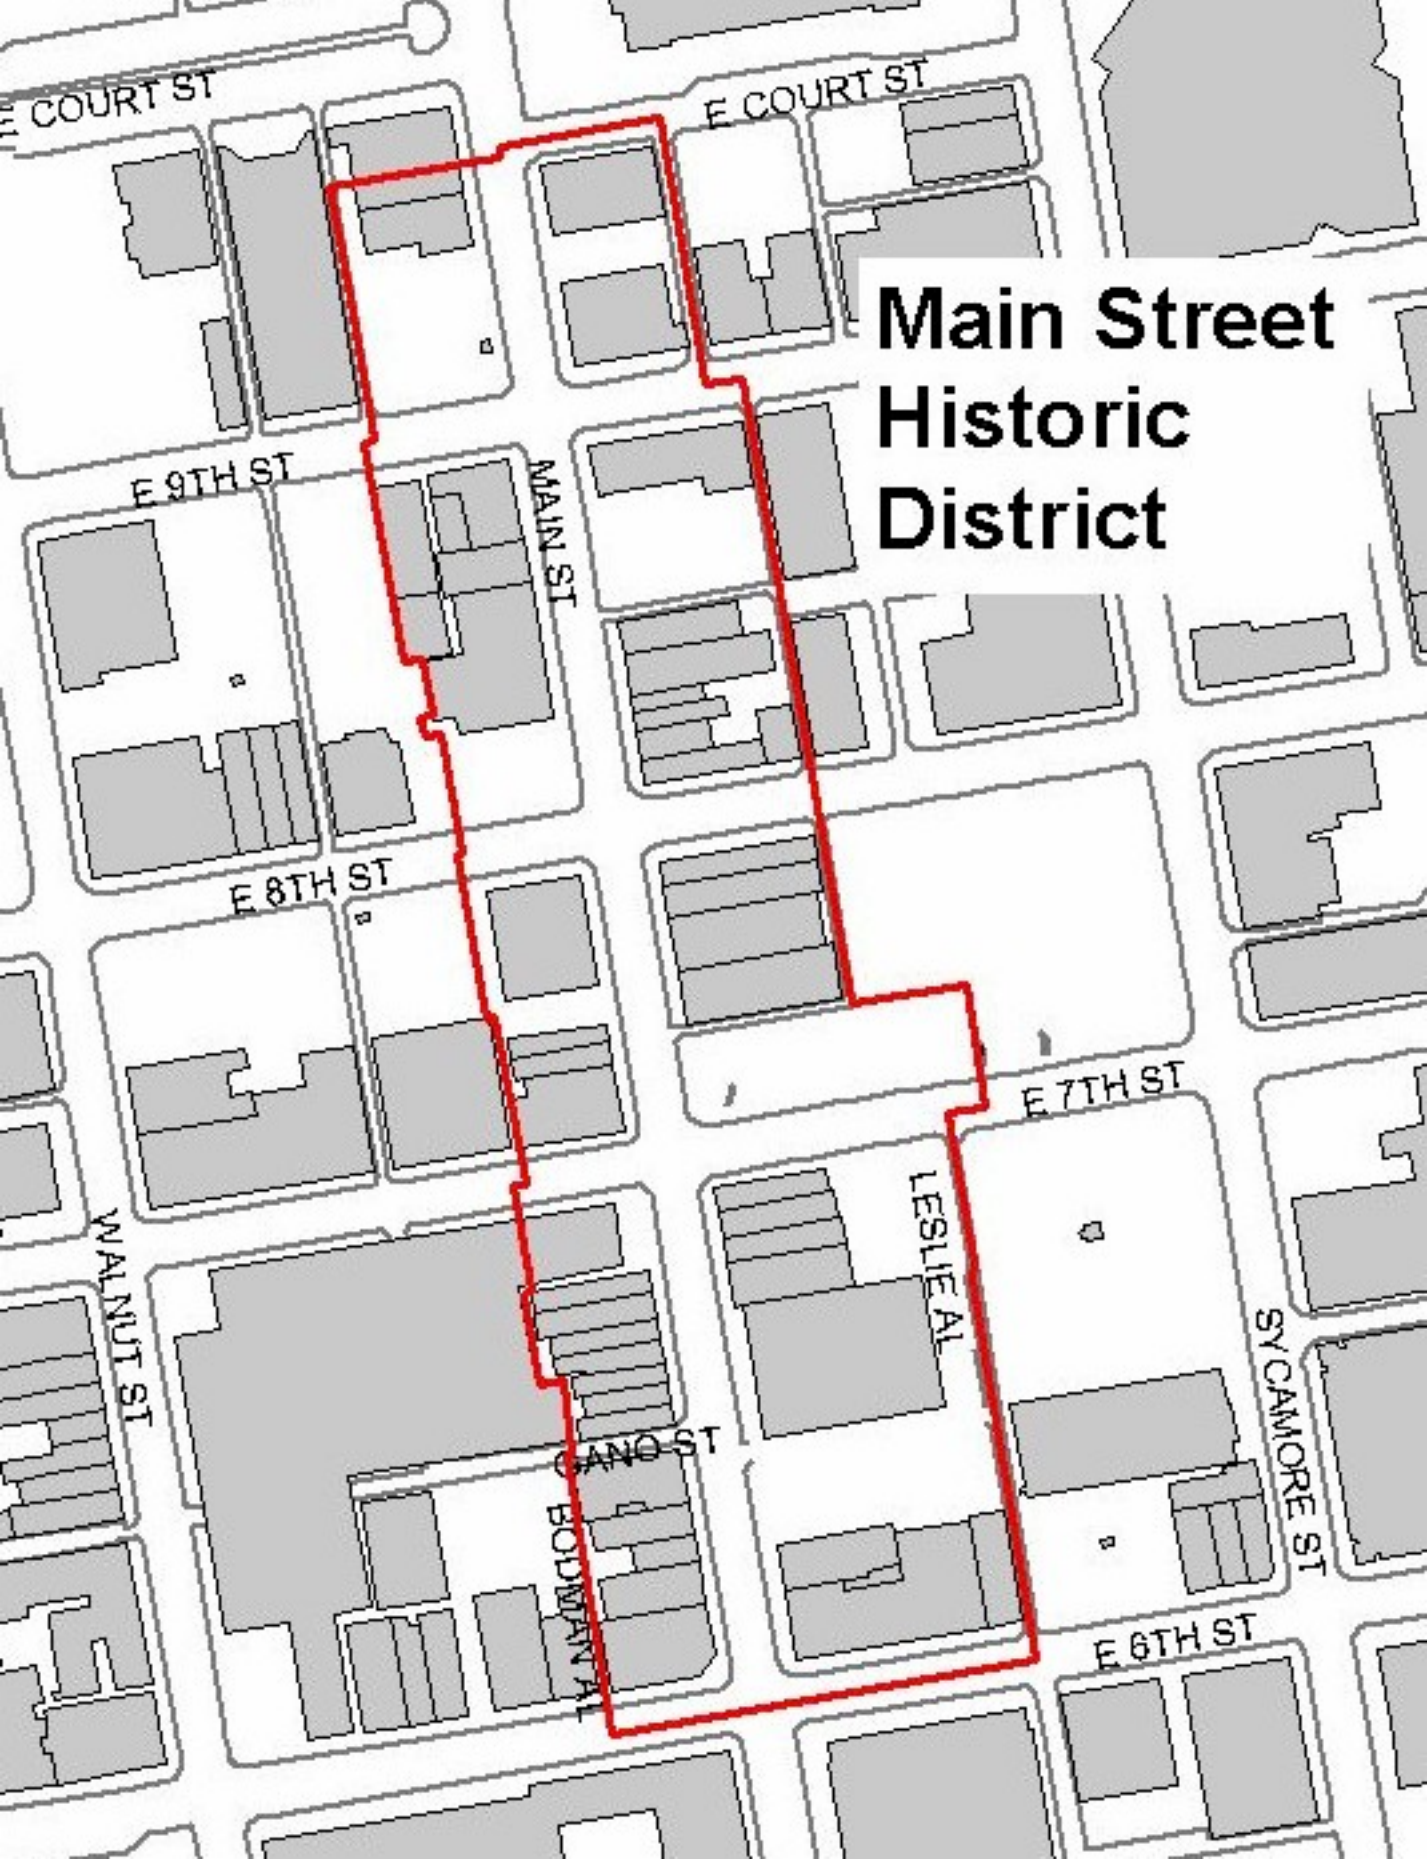 E COURT ST
E COURT ST
Main Street
Historic
District
E 9TH ST
MAIN ST
E 8TH ST
E 7TH ST
LESLIE AL
WALNUT ST
SYCAMORE ST
GANO ST
BODMAN AL
E 6TH ST